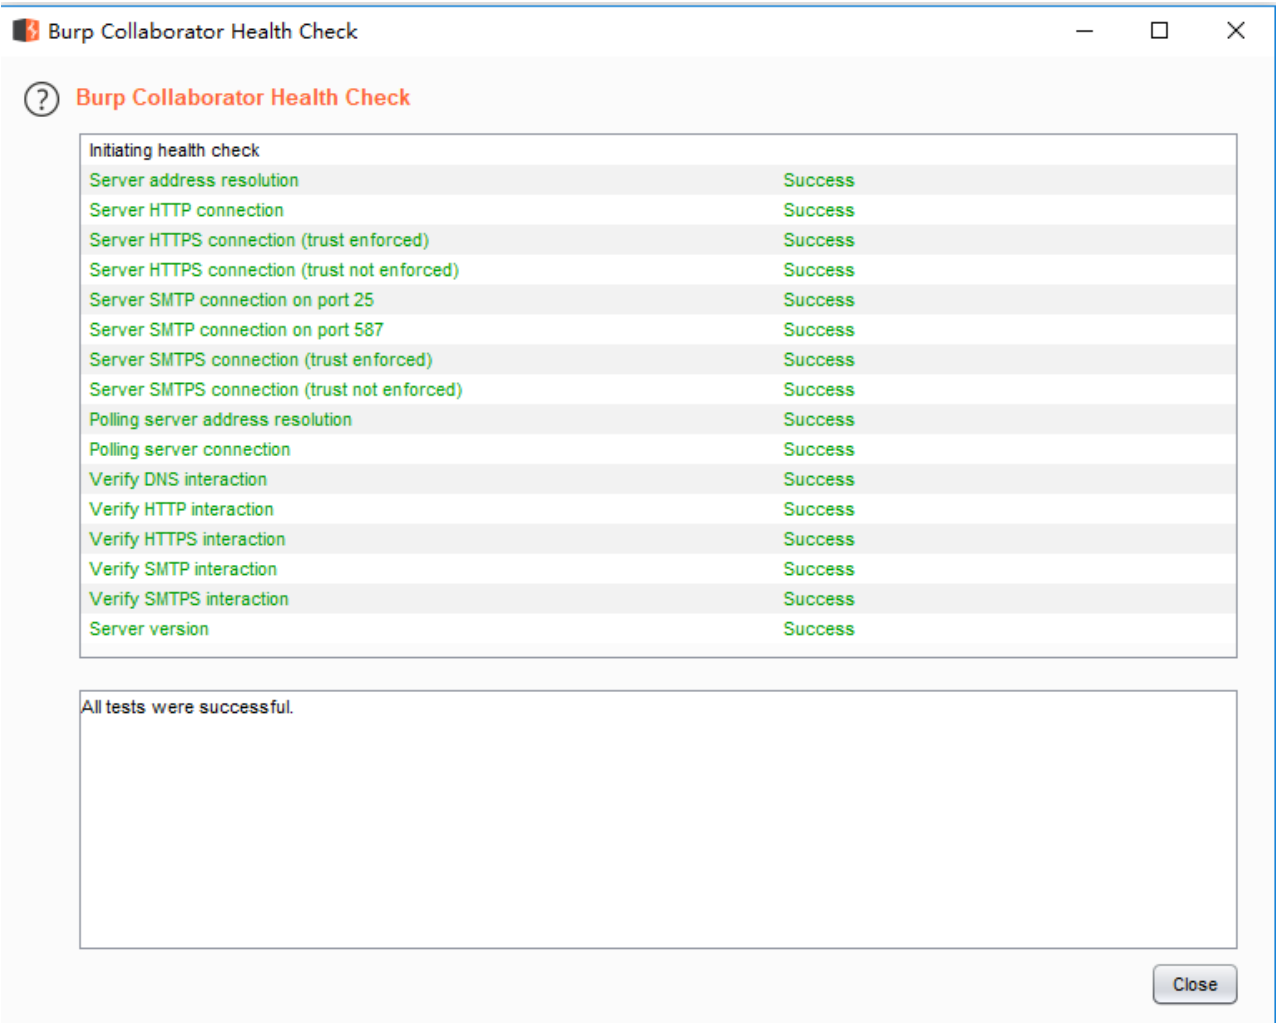 Burp Collaborator Health Check
Burp Collaborator Health Check
Initiating health check
Server address resolution Success
Server HTTP connection Success
Server HTTPS connection (trust enforced) Success
Server HTTPS connection (trust not enforced) Success
Server SMTP connection on port 25 Success
Server SMTP connection on port 587 Success
Server SMTPS connection (trust enforced) Success
Server SMTPS connection (trust not enforced) Success
Polling server address resolution Success
Polling server connection Success
Verify DNS interaction Success
Verify HTTP interaction Success
Verify HTTPS interaction Success
Verify SMTP interaction Success
Verify SMTPS interaction Success
Server version Success
All tests were successful.
Close